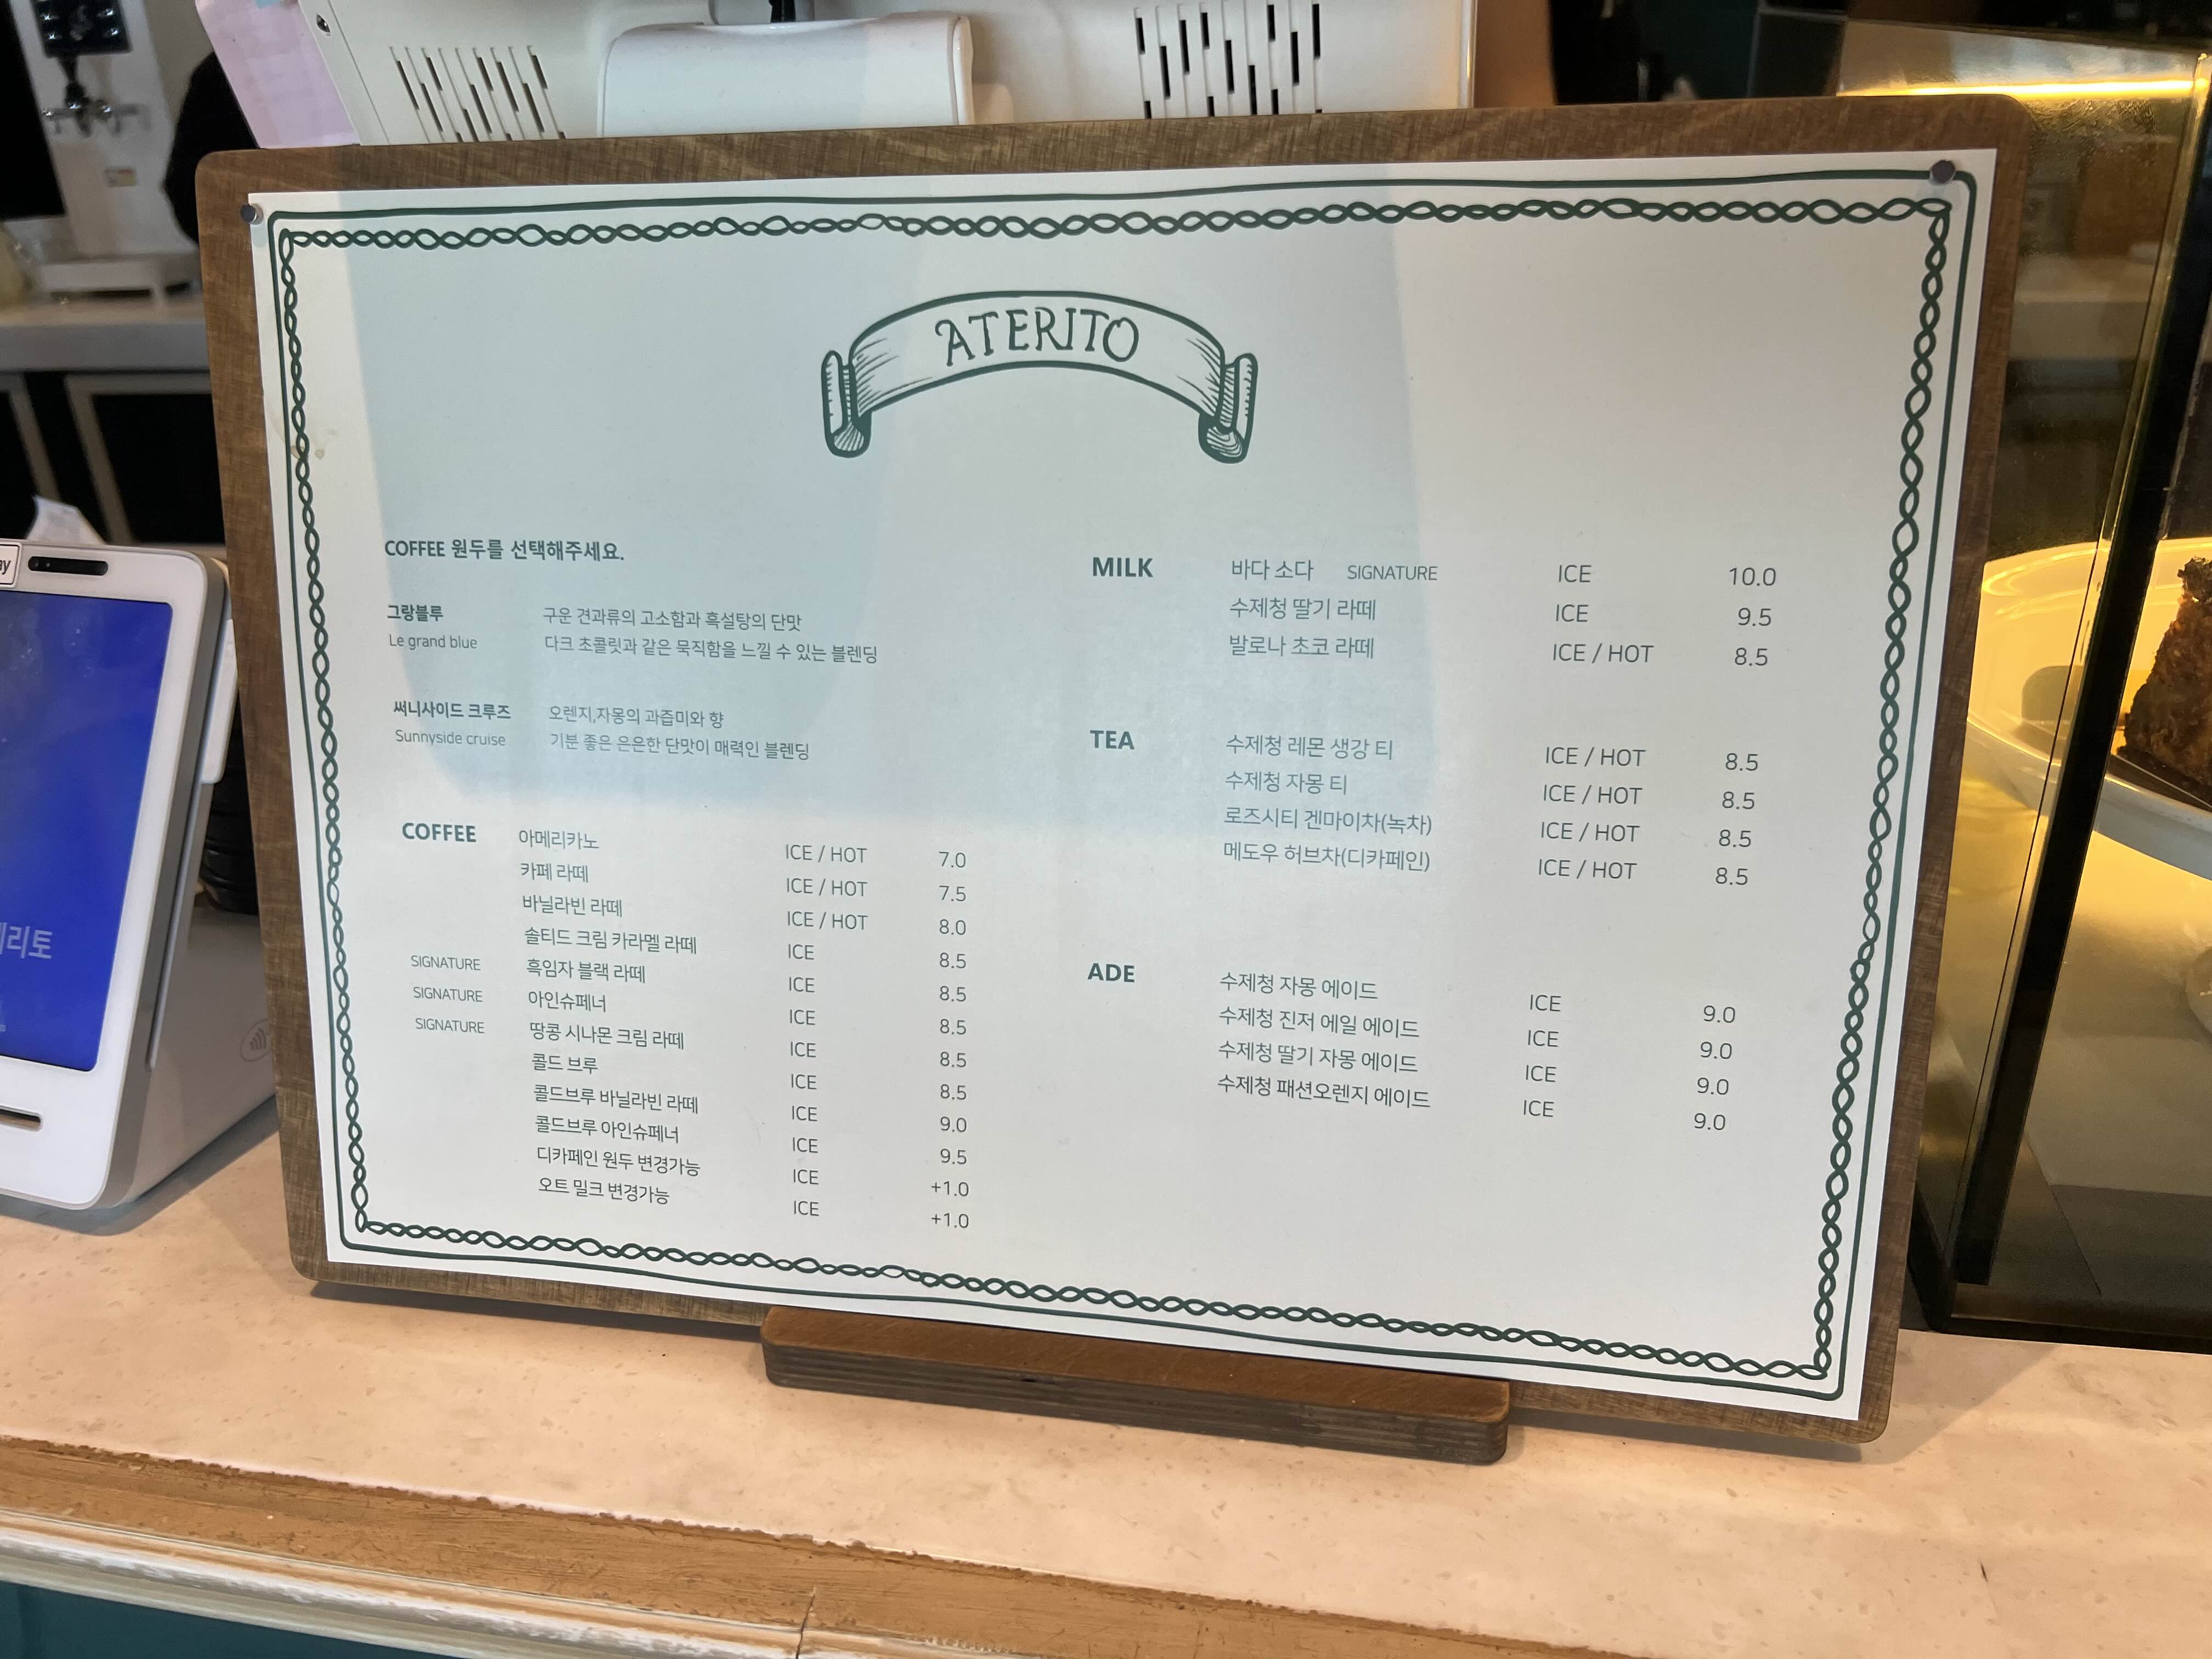 ATERITO
COFFEE 원두를 선택해주세요.
그랑블루 구운 견과류의 고소함과 흑설탕의 단맛
Le grand blue 다크 초콜릿과 같은 묵직함을 느낄 수 있는 블렌딩
써니사이드 크루즈 오렌지,자몽의 과즙미와 향
Sunnyside cruise 기분 좋은 은은한 단맛이 매력인 블렌딩
COFFEE 아메리카노 ICE / HOT 7.0
카페 라떼 ICE / HOT 7.5
바닐라빈 라떼 ICE / HOT 8.0
솔티드 크림 카라멜 라떼 ICE 8.5
SIGNATURE 흑임자 블랙 라떼 ICE 8.5
SIGNATURE 아인슈페너 ICE 8.5
SIGNATURE 땅콩 시나몬 크림 라떼 ICE 8.5
콜드 브루 ICE 8.5
콜드브루 바닐라빈 라떼 ICE 9.0
콜드브루 아인슈페너 ICE 9.5
디카페인 원두 변경가능 ICE +1.0
오트 밀크 변경가능 ICE +1.0
MILK 바다 소다 SIGNATURE ICE 10.0
수제청 딸기 라떼 ICE 9.5
발로나 초코 라떼 ICE / HOT 8.5
TEA 수제청 레몬 생강 티 ICE / HOT 8.5
수제청 자몽 티 ICE / HOT 8.5
로즈시티 겐마이차(녹차) ICE / HOT 8.5
메도우 허브차(디카페인) ICE / HOT 8.5
ADE 수제청 자몽 에이드 ICE 9.0
수제청 진저 에일 에이드 ICE 9.0
수제청 딸기 자몽 에이드 ICE 9.0
수제청 패션오렌지 에이드 ICE 9.0
리토